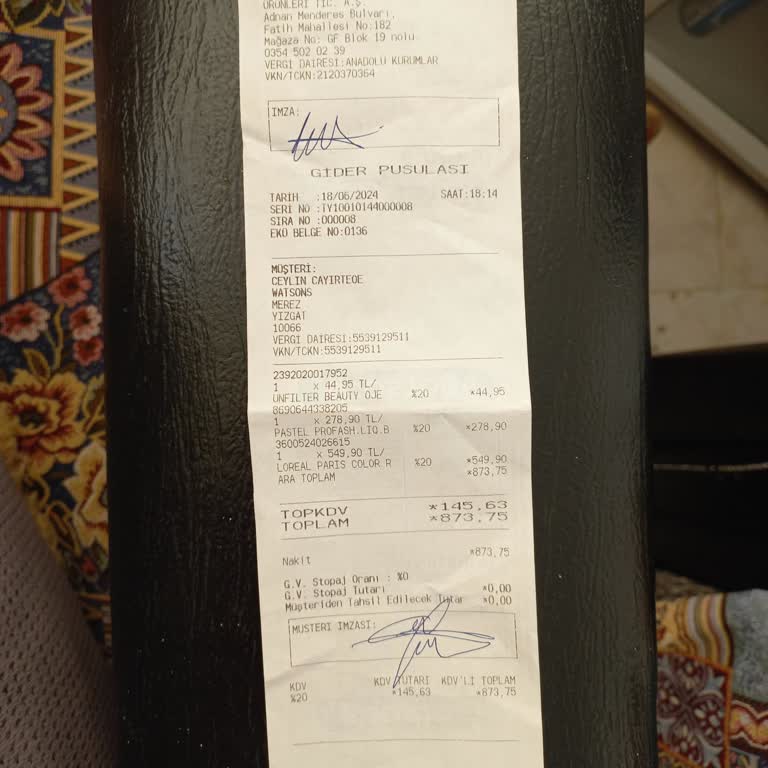 ÜRÜNLERİ TİC. A.Ş.
Adnan Menderes Bulvarı,
Fatih Mahallesi No:182
Mağaza No: GF Blok 19 nolu
0354 502 02 39
VERGİ DAİRESİ:ANADOLU KURUMLAR
VKN/TCKN:2120370364
İMZA:
GİDER PUSULASI
TARİH :18/06/2024 SAAT:18:14
SERİ NO :TY10010144000008
SIRA NO :000008
EKÜ BELGE NO:0136
MÜŞTERİ:
CEYLIN CAYIRTEOE
WATSONS
MEREZ
YIZGAT
10066
VERGİ DAİRESİ:5539129511
VKN/TCKN:5539129511
2392020017952
1 x 44,95 TL/
UNFILTER BEAUTY OJE %20 *44,95
8690644338205
1 x 278,90 TL/
PASTEL PROFASH.LIQ.B %20 *278,90
3600524026615
1 x 549,90 TL/
LOREAL PARIS COLOR R %20 *549,90
ARA TOPLAM *873,75
TOPKDV *145,63
TOPLAM *873,75
Nakit *873,75
G.V. Stopaj Oranı : %0
G.V. Stopaj Tutarı *0,00
Müşteriden Tahsil Edilecek Tutar *0,00
MÜŞTERİ İMZASI:
KDV KDV TUTARI KDV'Lİ TOPLAM
%20 *145,63 *873,75